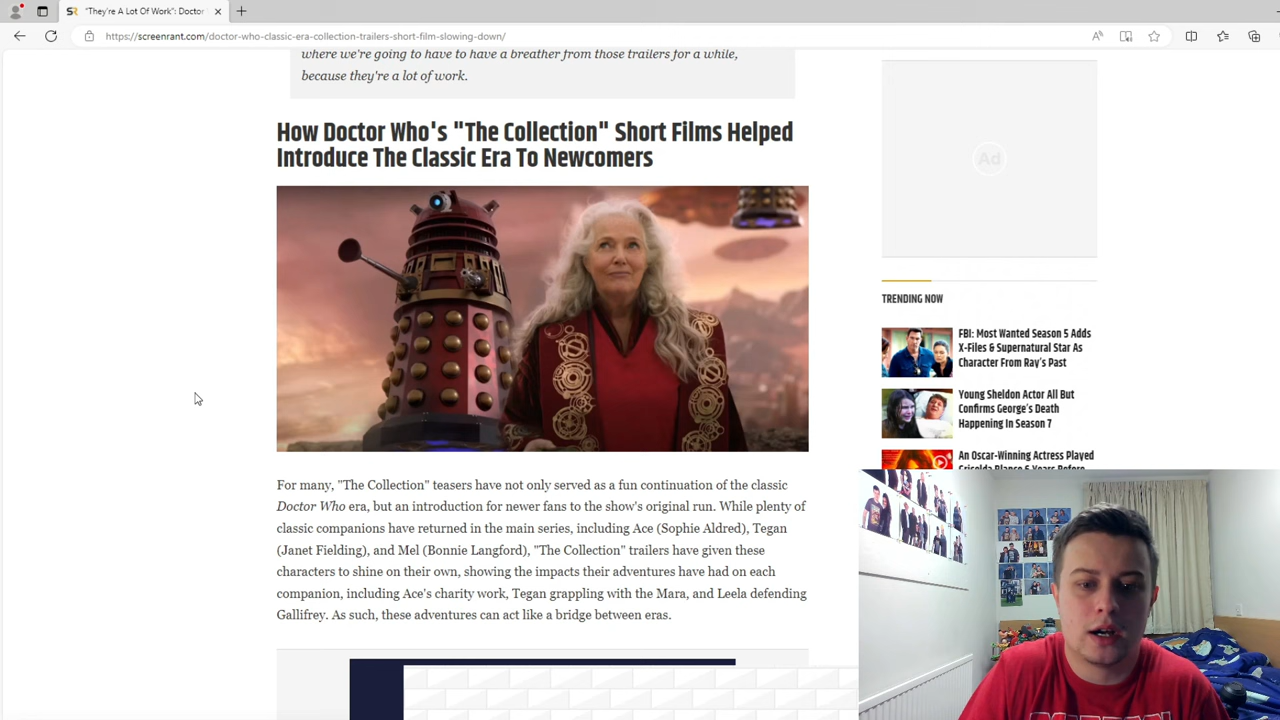 "They're A Lot Of Work": Doctor
https://screenrant.com/doctor-who-classic-era-collection-trailers-short-film-slowing-down/
where we're going to have to have a breather from those trailers for a while,
because they're a lot of work.
How Doctor Who's "The Collection" Short Films Helped
Introduce The Classic Era To Newcomers
For many, "The Collection" teasers have not only served as a fun continuation of the classic
Doctor Who era, but an introduction for newer fans to the show's original run. While plenty of
classic companions have returned in the main series, including Ace (Sophie Aldred), Tegan
(Janet Fielding), and Mel (Bonnie Langford), "The Collection" trailers have given these
characters to shine on their own, showing the impacts their adventures have had on each
companion, including Ace's charity work, Tegan grappling with the Mara, and Leela defending
Gallifrey. As such, these adventures can act like a bridge between eras.
Ad
TRENDING NOW
FBI: Most Wanted Season 5 Adds
X-Files & Supernatural Star As
Character From Ray's Past
Young Sheldon Actor All But
Confirms George's Death
Happening In Season 7
An Oscar-Winning Actress Played